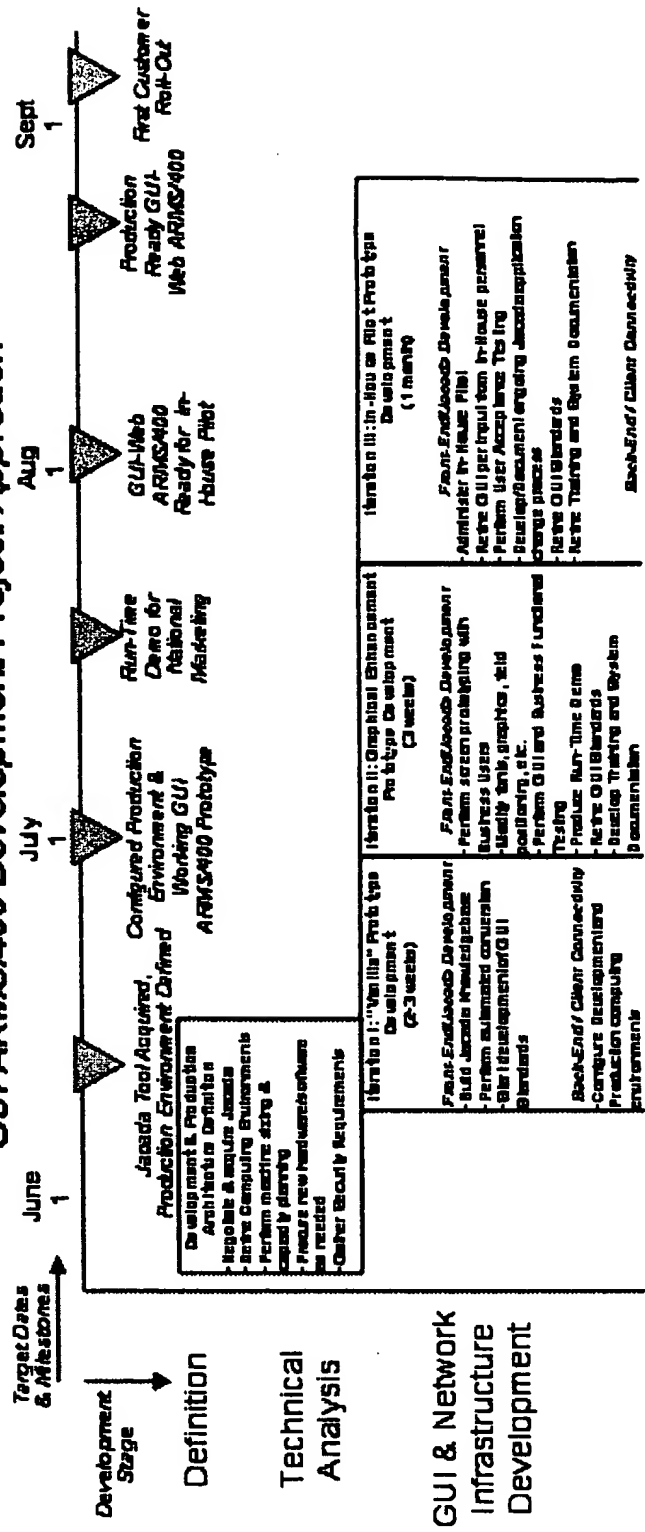 GUI ARMS/400 Development Project Approach
Target Dates
& Milestones
June
1
July
1
Aug
1
Sept
1
Development
Stage
Jacada Tool Acquired,
Production Environment Defined
Configured Production
Environment &
Working GUI
ARMS/400 Prototype
Run-Time
Demo for
National
Marketing
GUI-Web
ARMS/400
Ready for In-
House Pilot
Production
Ready GUI-
Web ARMS/400
First Customer
Roll-Out
Definition
Technical
Analysis
GUI & Network
Infrastructure
Development
Development & Production
Architecture Definition
- Negotiate & acquire Jacada
- Define Computing Environments
- Perform machine sizing &
capacity planning
- Procure new hardware/software
as needed
- Gather Security Requirements
Iteration I: "Vanilla" Prototype
Development
(2-3 weeks)
Front-End/Jacada Development
- Build Jacada Knowledgebase
- Perform automated conversion
- Start development of GUI
Standards
Back-End / Client Connectivity
- Configure Development and
Production computing
environments
Iteration II: Graphical Enhancement
Prototype Development
(3 weeks)
Front-End/Jacada Development
- Perform screen prototyping with
Business Users
- Modify fonts, graphics, field
positioning, etc.
- Perform GUI and Business Functional
Testing
- Produce Run-Time Demo
- Refine GUI Standards
- Develop Training and System
Documentation
Iteration III: In-House Pilot Prototype
Development
(1 month)
Front-End/Jacada Development
- Administer In-House Pilot
- Refine GUI per input from In-House personnel
- Perform User Acceptance Testing
- Develop/Document ongoing Jacada application
change process
- Refine GUI Standards
- Refine Training and System Documentation
Back-End / Client Connectivity